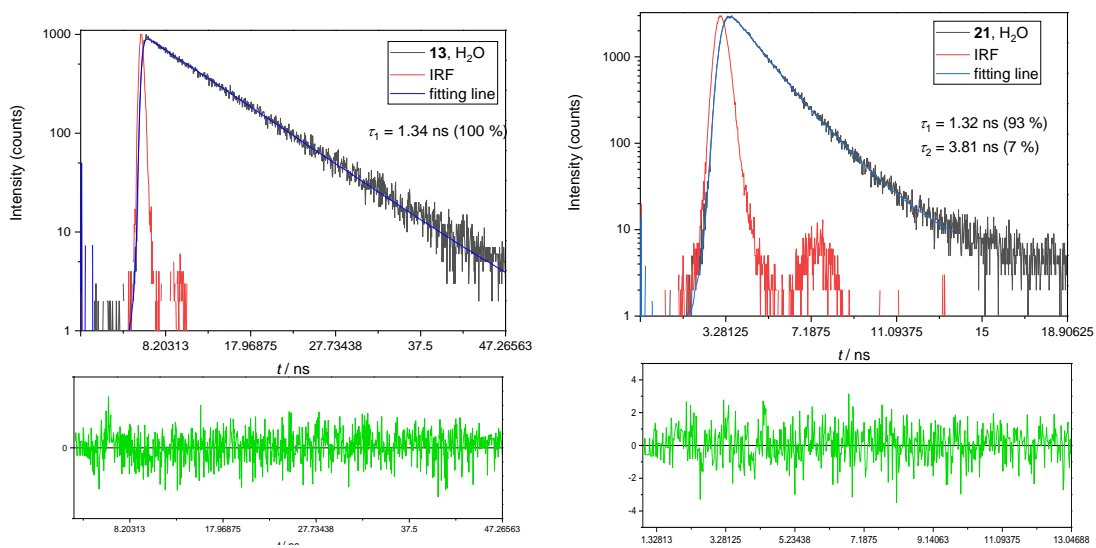 1000
100
10
1
Intensity (counts)
13, H₂O
IRF
fitting line
τ₁ = 1.34 ns (100 %)
8.20313 17.96875 27.73438 37.5 47.26563
t / ns
0
8.20313 17.96875 27.73438 37.5 47.26563
t / ns
1000
100
10
1
Intensity (counts)
21, H₂O
IRF
fitting line
τ₁ = 1.32 ns (93 %)
τ₂ = 3.81 ns (7 %)
3.28125 7.1875 11.09375 15 18.90625
t / ns
4
2
0
-2
-4
1.32813 3.28125 5.23438 7.1875 9.14063 11.09375 13.04688